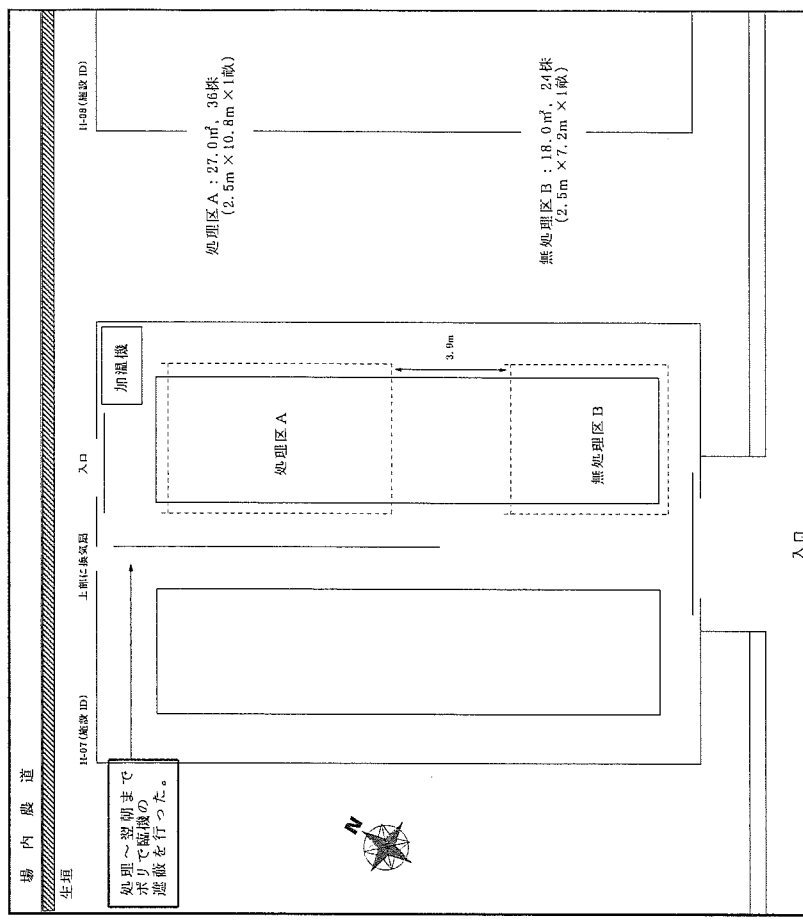 場内農道
生垣
H-07(施設ID)
上部に換気扇
入口
H-08(施設ID)
処理～翌朝まで
ポリで臨機の
遮蔽を行った。
加温機
処理区A
3.9m
無処理区B
処理区A：27.0㎡, 36株
(2.5m×10.8m×1畝)
無処理区B：18.0㎡, 24株
(2.5m×7.2m×1畝)
N
入口